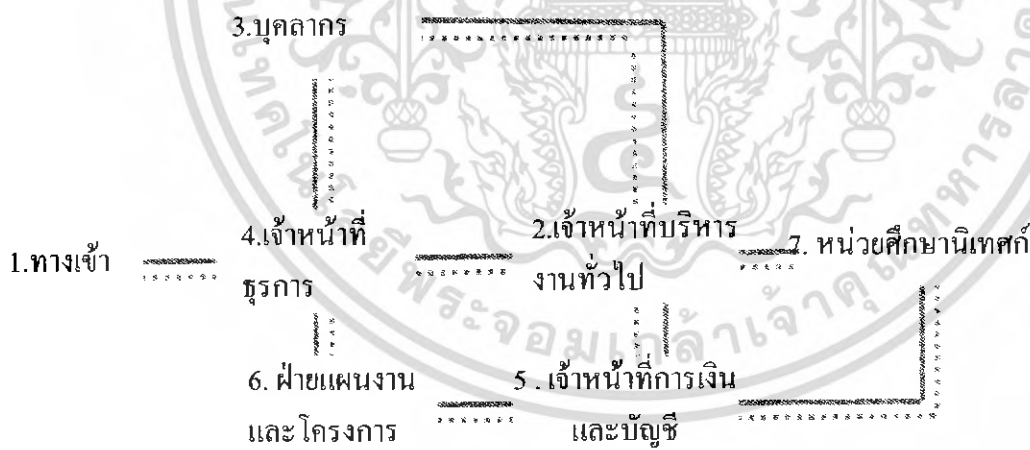 3.บุคลากร
1.ทางเข้า
4.เจ้าหน้าที่
ธุรการ
2.เจ้าหน้าที่บริหาร
งานทั่วไป
7. หน่วยศึกษานิเทศก์
6. ฝ่ายแผนงาน
และโครงการ
5 . เจ้าหน้าที่การเงิน
และบัญชี